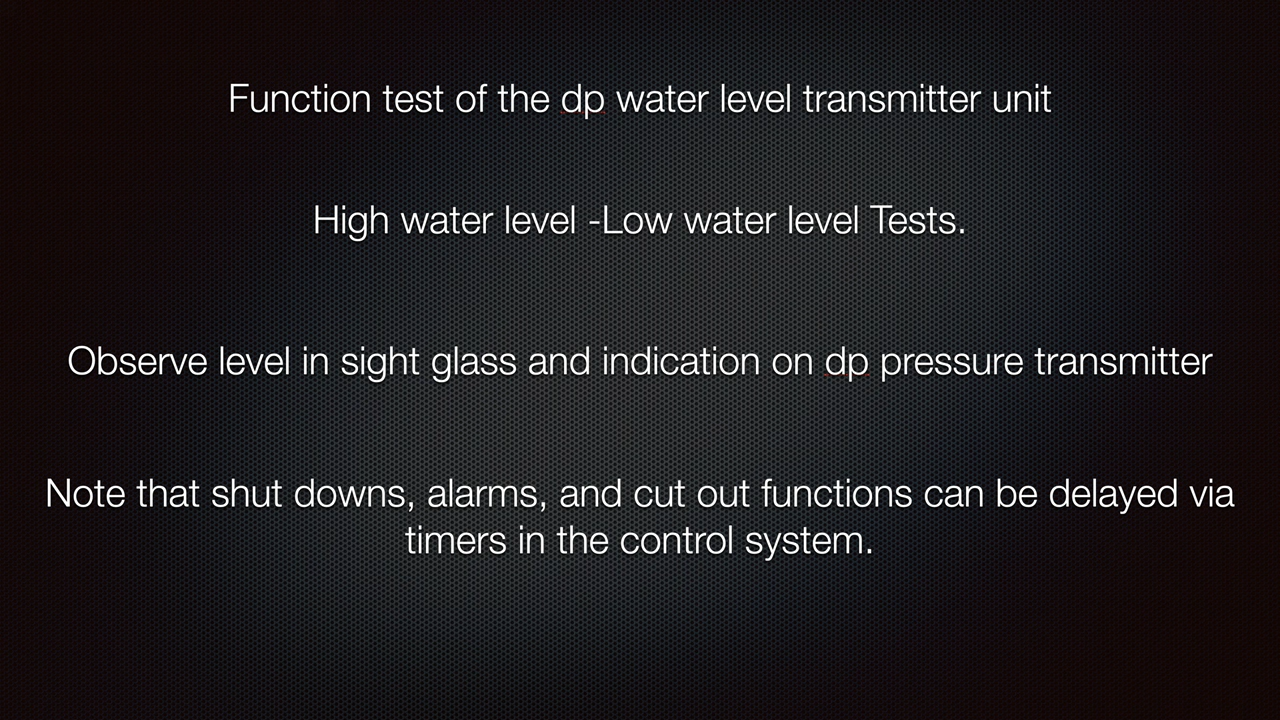 Function test of the dp water level transmitter unit
High water level -Low water level Tests.
Observe level in sight glass and indication on dp pressure transmitter
Note that shut downs, alarms, and cut out functions can be delayed via
timers in the control system.